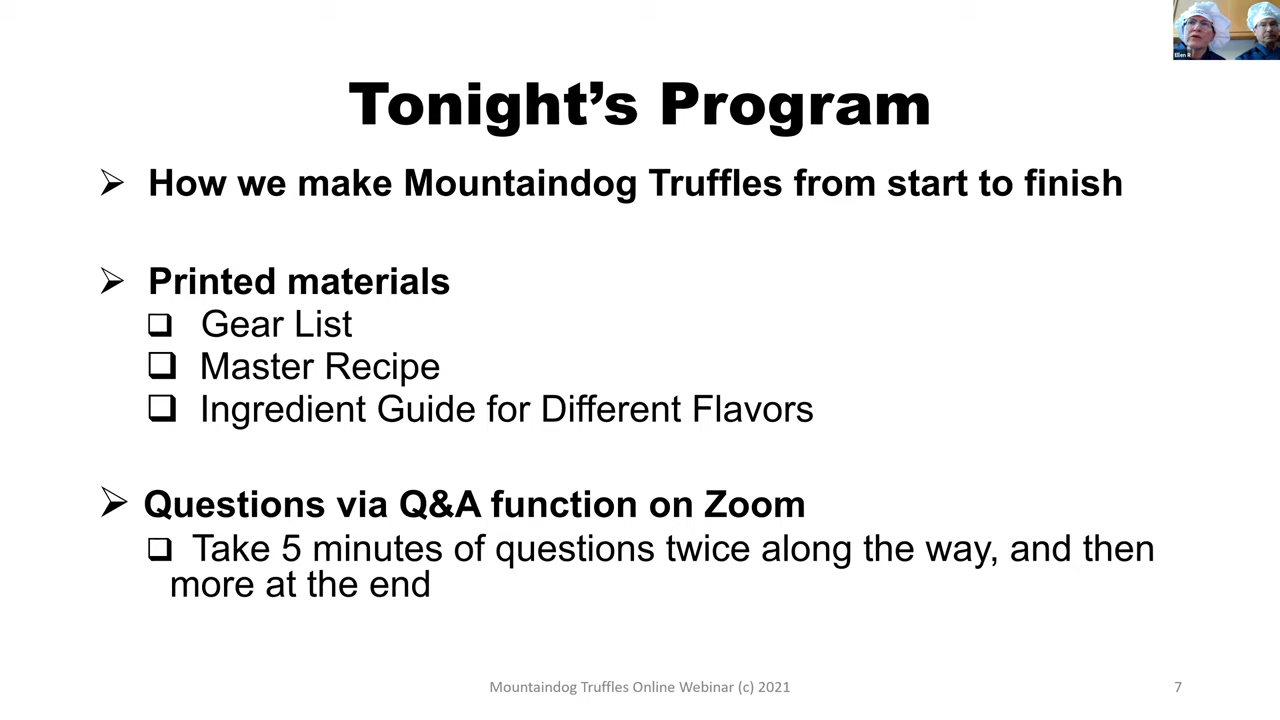 Ellen R
Tonight’s Program
➢ How we make Mountaindog Truffles from start to finish
➢ Printed materials
❑ Gear List
❑ Master Recipe
❑ Ingredient Guide for Different Flavors
➢ Questions via Q&A function on Zoom
❑ Take 5 minutes of questions twice along the way, and then
more at the end
Mountaindog Truffles Online Webinar (c) 2021
7